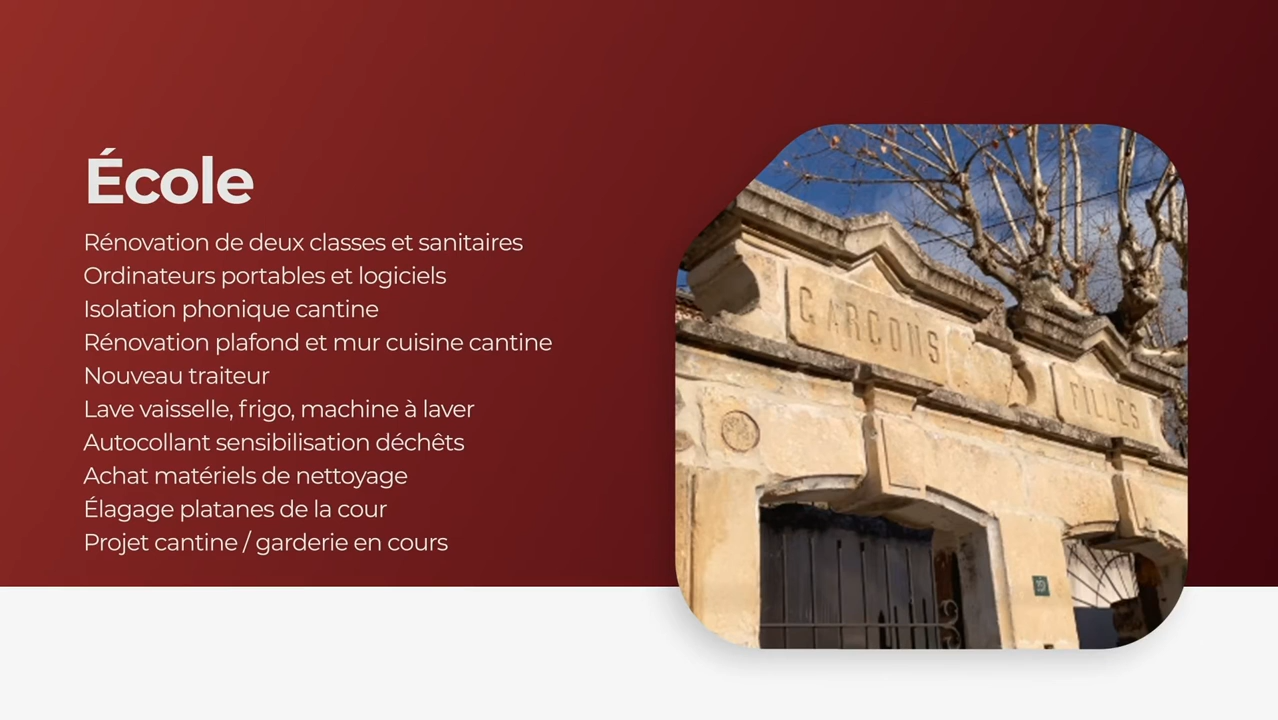 École
Rénovation de deux classes et sanitaires
Ordinateurs portables et logiciels
Isolation phonique cantine
Rénovation plafond et mur cuisine cantine
Nouveau traiteur
Lave vaisselle, frigo, machine à laver
Autocollant sensibilisation déchêts
Achat matériels de nettoyage
Élagage platanes de la cour
Projet cantine / garderie en cours
GARCONS
FILLES